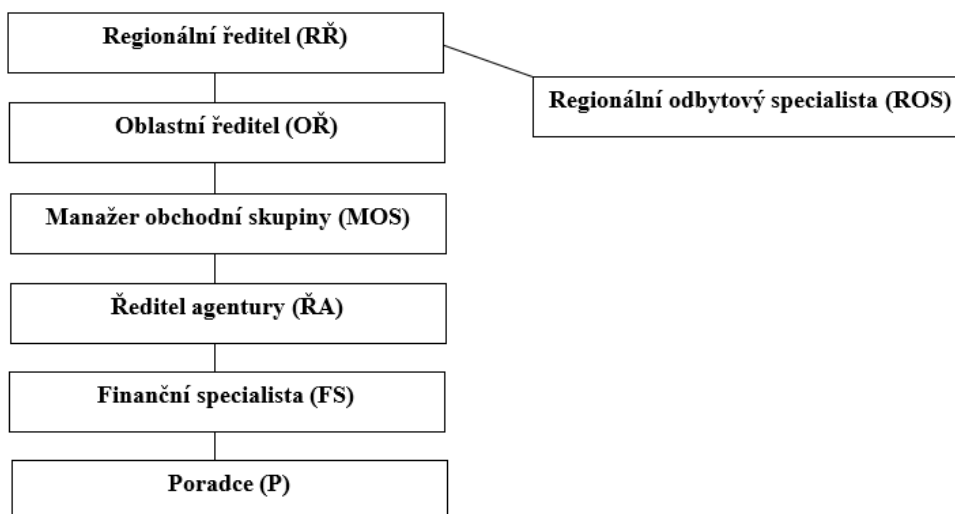 Regionální ředitel (RŘ)
Regionální odbytový specialista (ROS)
Oblastní ředitel (OŘ)
Manažer obchodní skupiny (MOS)
Ředitel agentury (ŘA)
Finanční specialista (FS)
Poradce (P)